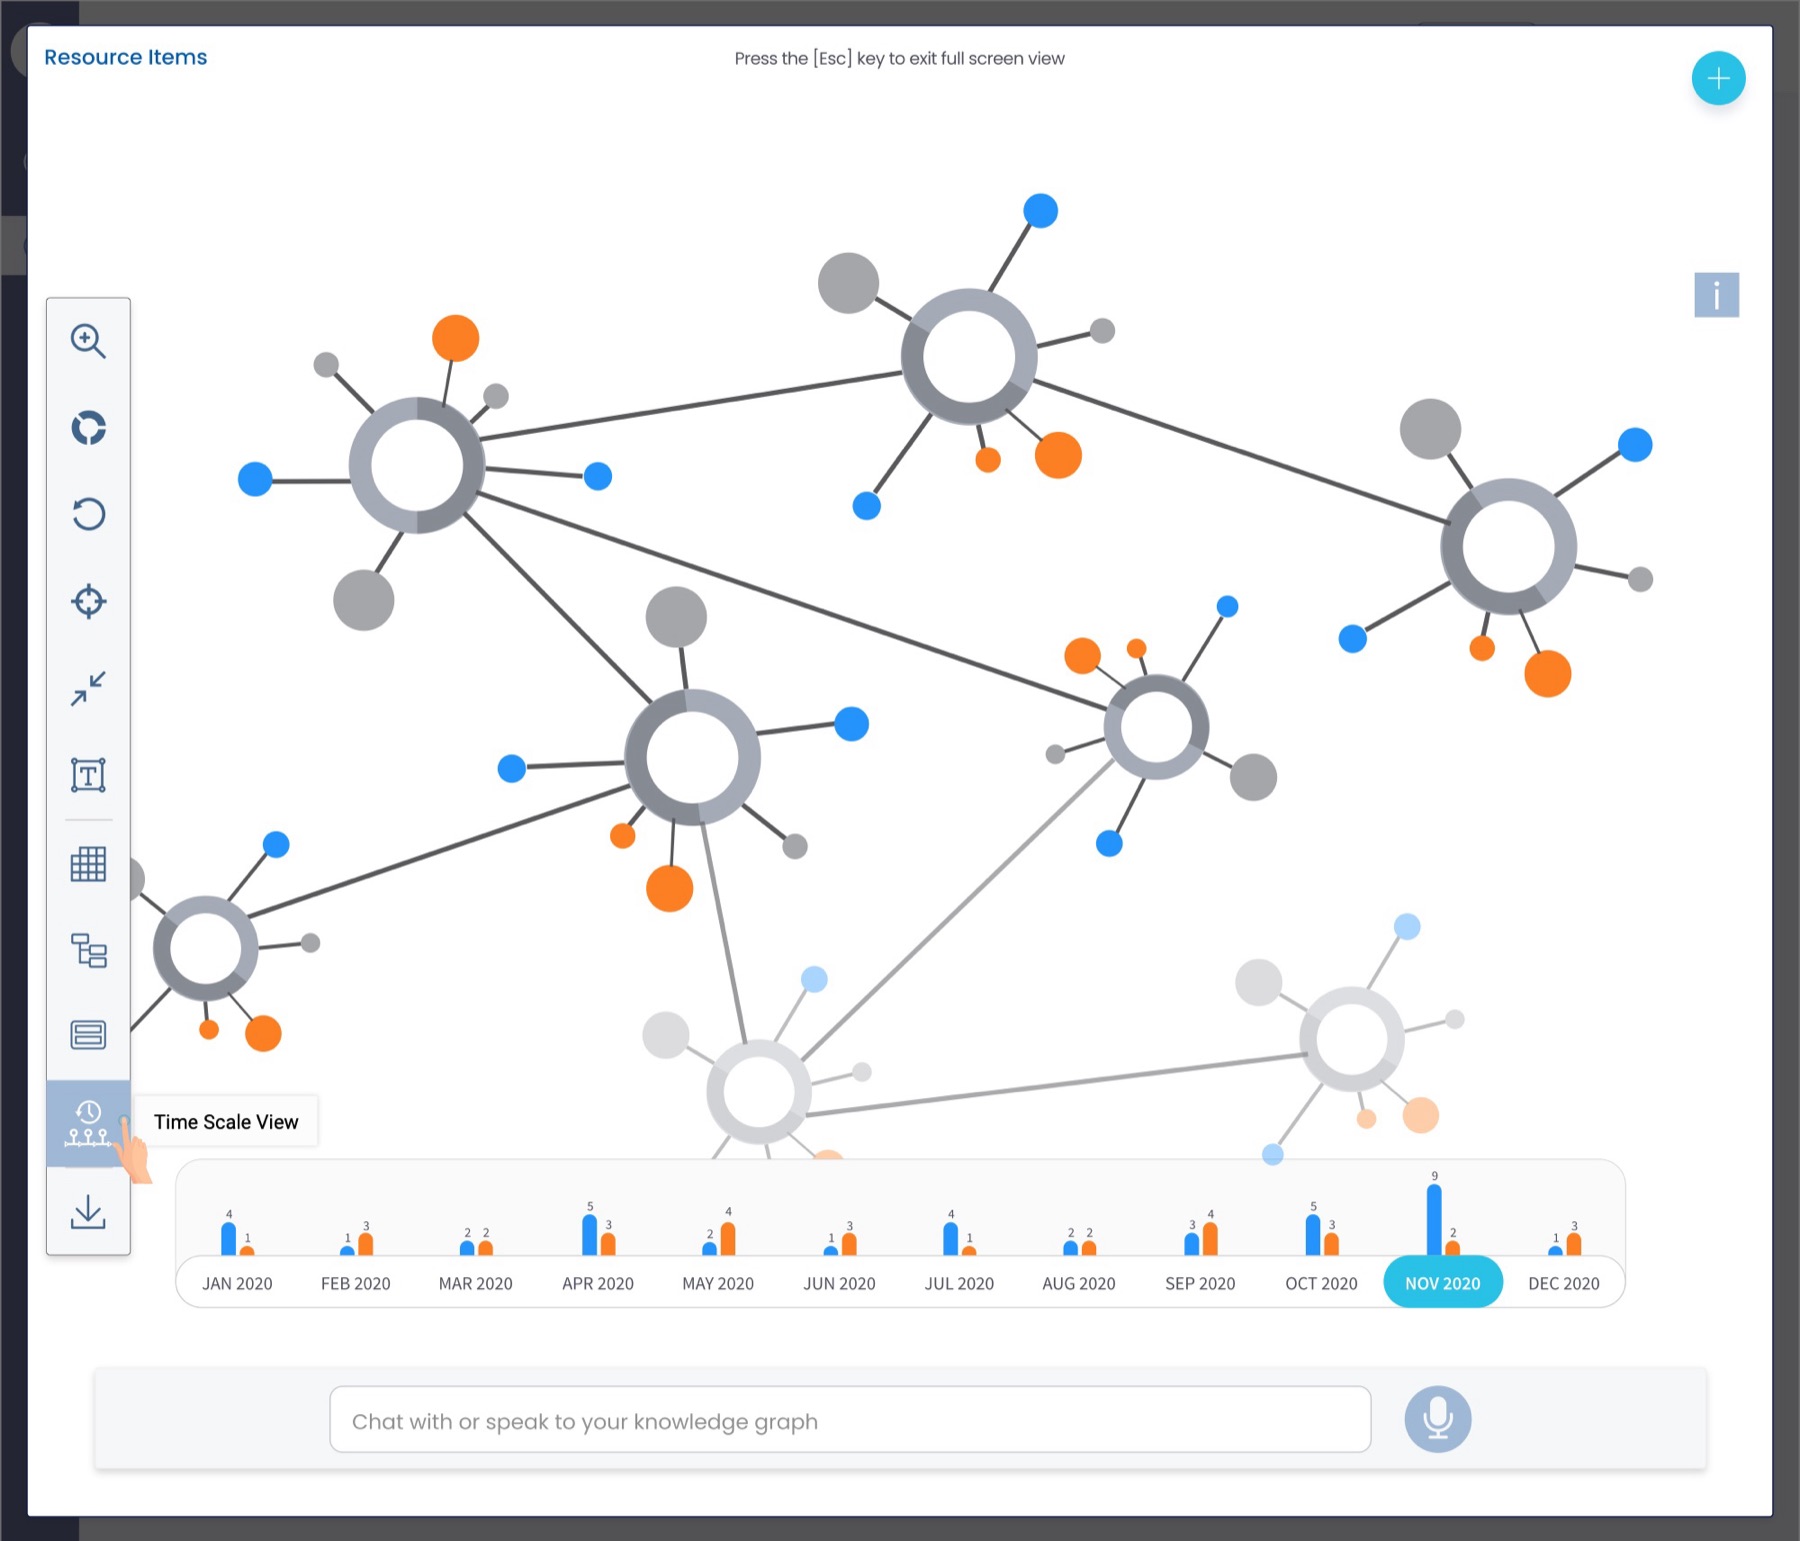 Resource Items
Press the [Esc] key to exit full screen view
i
T
Time Scale View
4 1 1 3 2 2 5 3 2 4 1 3 4 1 2 2 3 4 5 3 9 2 1 3
JAN 2020 FEB 2020 MAR 2020 APR 2020 MAY 2020 JUN 2020 JUL 2020 AUG 2020 SEP 2020 OCT 2020 NOV 2020 DEC 2020
Chat with or speak to your knowledge graph